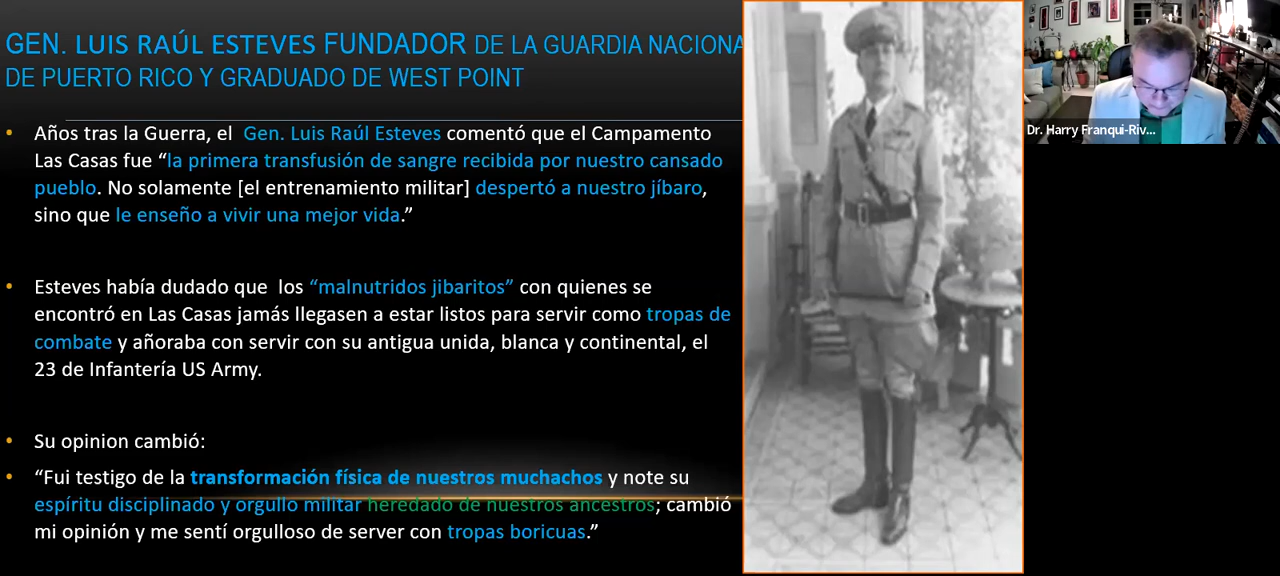 GEN. LUIS RAÚL ESTEVES FUNDADOR DE LA GUARDIA NACIONA
DE PUERTO RICO Y GRADUADO DE WEST POINT
• Años tras la Guerra, el Gen. Luis Raúl Esteves comentó que el Campamento
Las Casas fue “la primera transfusión de sangre recibida por nuestro cansado
pueblo. No solamente [el entrenamiento militar] despertó a nuestro jíbaro,
sino que le enseño a vivir una mejor vida.”
• Esteves había dudado que los “malnutridos jibaritos” con quienes se
encontró en Las Casas jamás llegasen a estar listos para servir como tropas de
combate y añoraba con servir con su antigua unida, blanca y continental, el
23 de Infantería US Army.
• Su opinion cambió:
• “Fui testigo de la transformación física de nuestros muchachos y note su
espíritu disciplinado y orgullo militar heredado de nuestros ancestros; cambió
mi opinión y me sentí orgulloso de server con tropas boricuas.”
Dr. Harry Franqui-Riv...